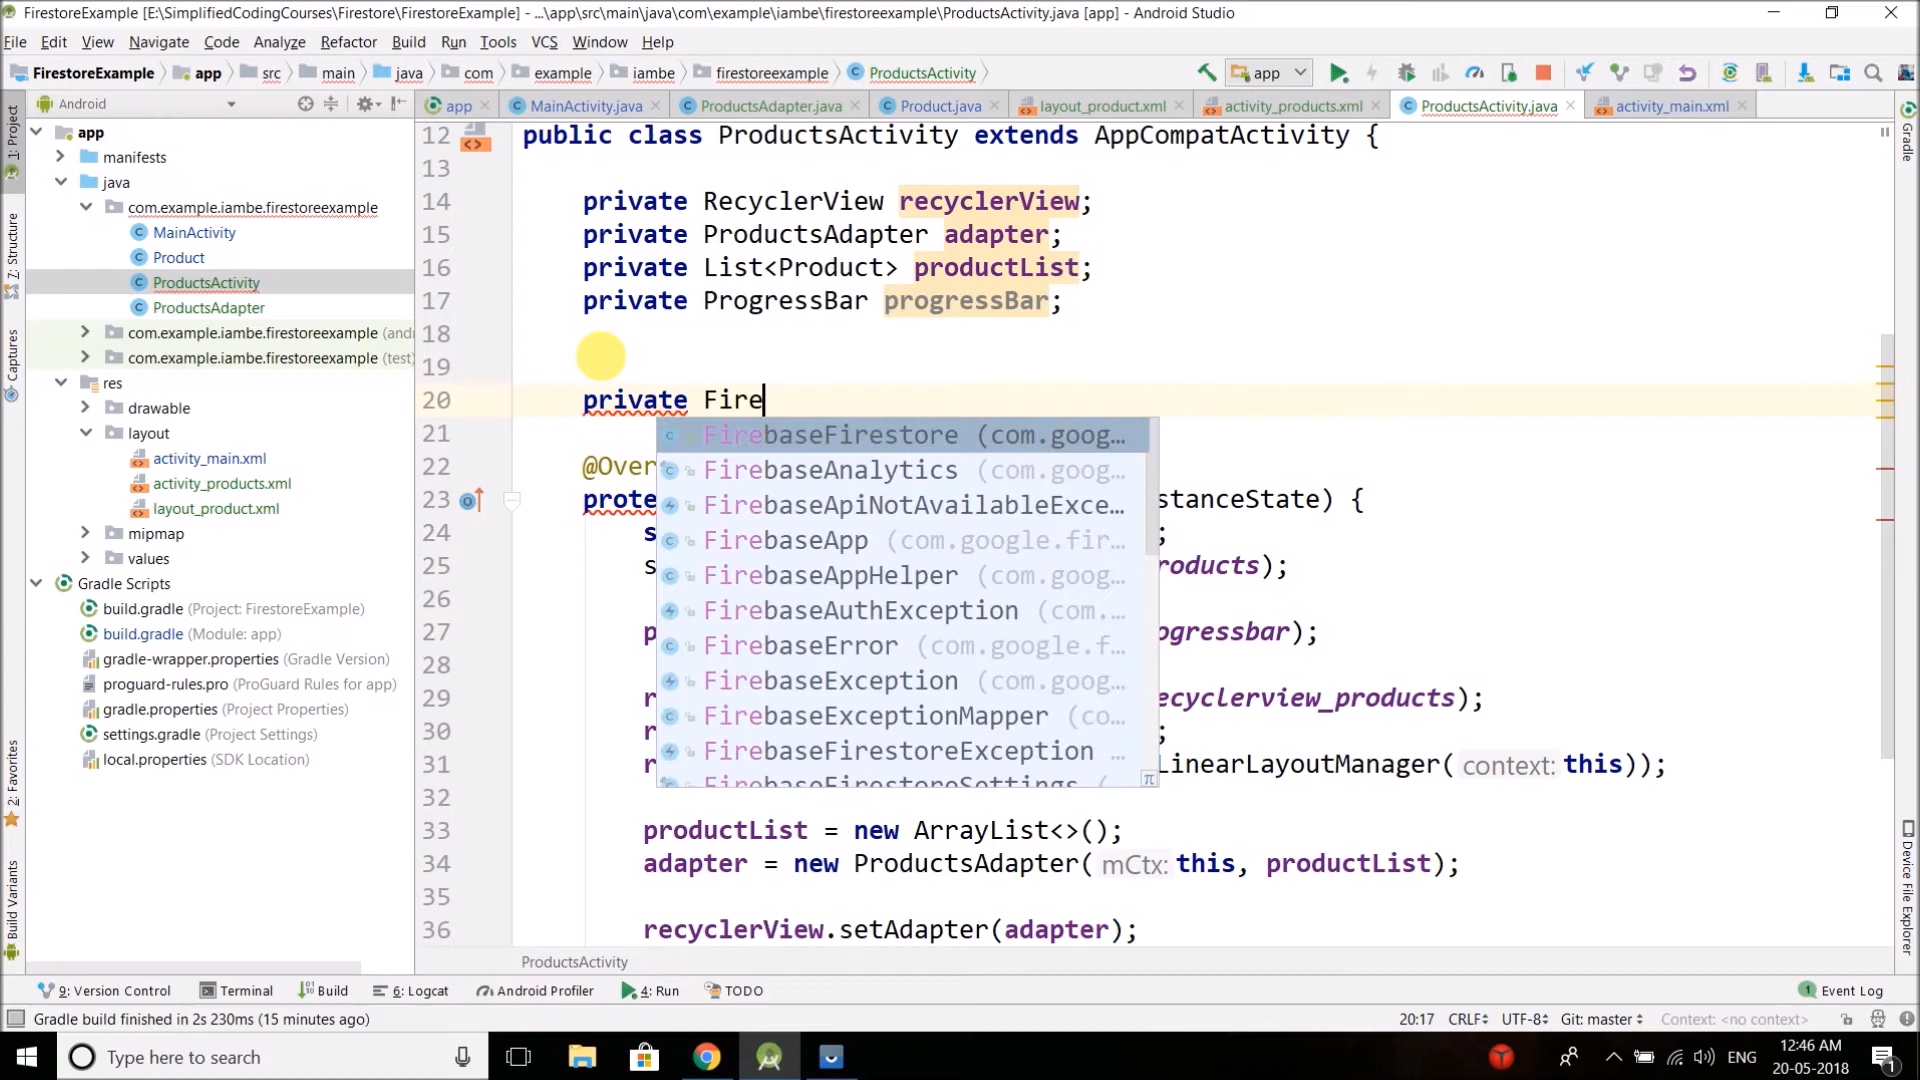 FirestoreExample [E:\SimplifiedCodingCourses\Firestore\FirestoreExample] - ...\app\src\main\java\com\example\iambe\firestoreexample\ProductsActivity.java [app] - Android Studio
File Edit View Navigate Code Analyze Refactor Build Run Tools VCS Window Help
FirestoreExample app src main java com example iambe firestoreexample ProductsActivity app
Android app MainActivity.java ProductsAdapter.java Product.java layout_product.xml activity_products.xml ProductsActivity.java activity_main.xml
1: Project
7: Structure
Captures
2: Favorites
Build Variants
app
manifests
java
com.example.iambe.firestoreexample
MainActivity
Product
ProductsActivity
ProductsAdapter
com.example.iambe.firestoreexample (and
com.example.iambe.firestoreexample (test)
res
drawable
layout
activity_main.xml
activity_products.xml
layout_product.xml
mipmap
values
Gradle Scripts
build.gradle (Project: FirestoreExample)
build.gradle (Module: app)
gradle-wrapper.properties (Gradle Version)
proguard-rules.pro (ProGuard Rules for app)
gradle.properties (Project Properties)
settings.gradle (Project Settings)
local.properties (SDK Location)
12 public class ProductsActivity extends AppCompatActivity {
13
14 private RecyclerView recyclerView;
15 private ProductsAdapter adapter;
16 private List<Product> productList;
17 private ProgressBar progressBar;
18
19
20 private Fire
21
22 @Over
23 prote stanceState) {
24 s ;
25 s roducts);
26
27 p ogressbar);
28
29 r ecyclerview_products);
30 r ;
31 r LinearLayoutManager( context: this));
32
33 productList = new ArrayList<>();
34 adapter = new ProductsAdapter( mCtx: this, productList);
35
36 recyclerView.setAdapter(adapter);
FirebaseFirestore (com.goog…
FirebaseAnalytics (com.goog…
FirebaseApiNotAvailableExce…
FirebaseApp (com.google.fir…
FirebaseAppHelper (com.goog…
FirebaseAuthException (com.…
FirebaseError (com.google.f…
FirebaseException (com.goog…
FirebaseExceptionMapper (co…
FirebaseFirestoreException …
FirebaseFirestoreSettings (
π
ProductsActivity
Gradle
Device File Explorer
9: Version Control Terminal Build 6: Logcat Android Profiler 4: Run TODO 1 Event Log
Gradle build finished in 2s 230ms (15 minutes ago) 20:17 CRLF UTF-8 Git: master Context: <no context>
Type here to search ENG 12:46 AM
20-05-2018 1